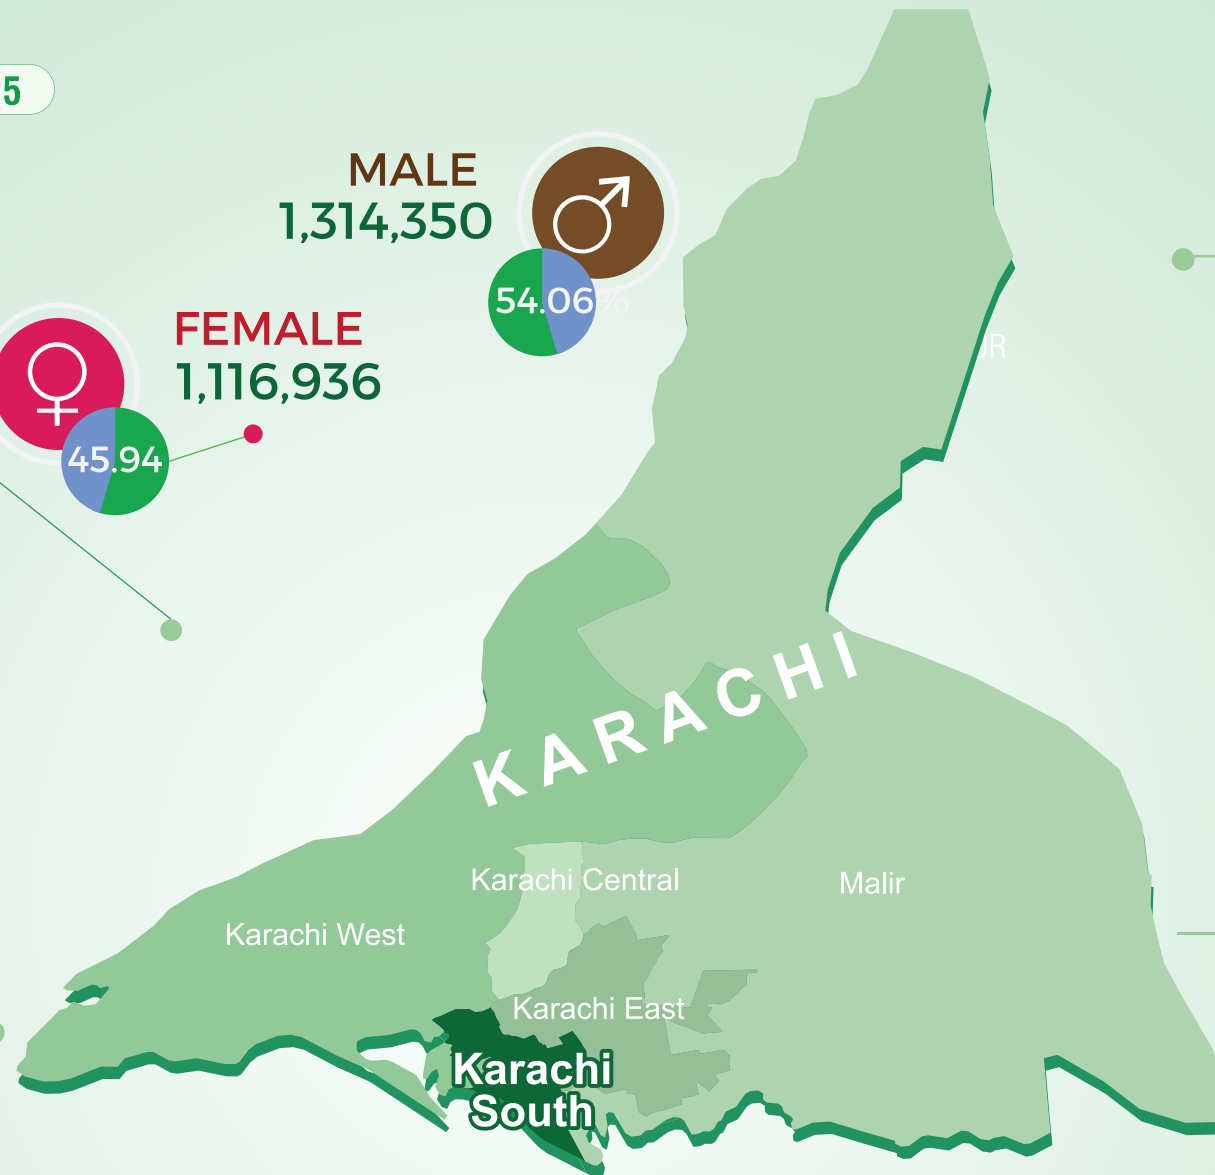 5
MALE
1,314,350
54.06%
FEMALE
1,116,936
45.94
KARACHI
Karachi Central
Malir
Karachi West
Karachi East
Karachi
South